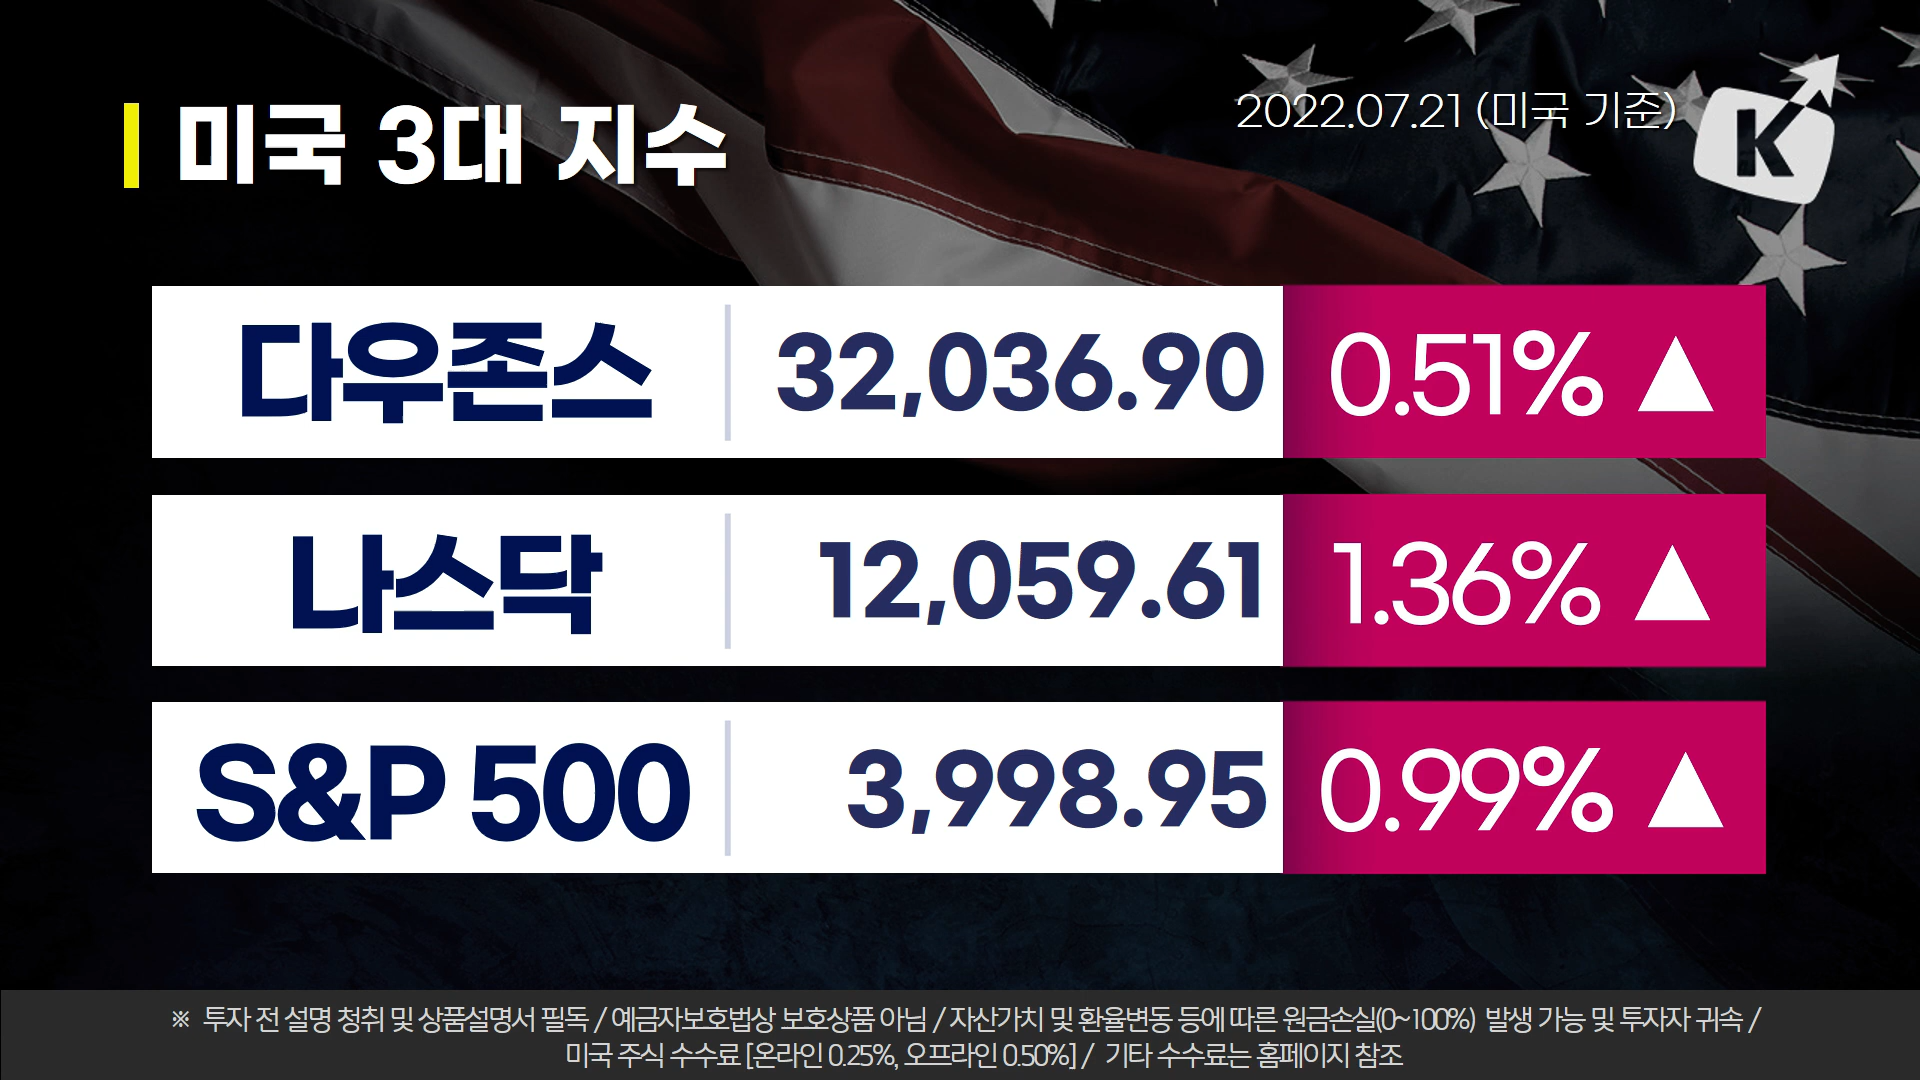 미국 3대 지수
2022.07.21 (미국 기준)
K
다우존스 32,036.90 0.51% ▲
나스닥 12,059.61 1.36% ▲
S&P 500 3,998.95 0.99% ▲
※ 투자 전 설명 청취 및 상품설명서 필독 / 예금자보호법상 보호상품 아님 / 자산가치 및 환율변동 등에 따른 원금손실(0~100%) 발생 가능 및 투자자 귀속 /
미국 주식 수수료 [온라인 0.25%, 오프라인 0.50%] / 기타 수수료는 홈페이지 참조